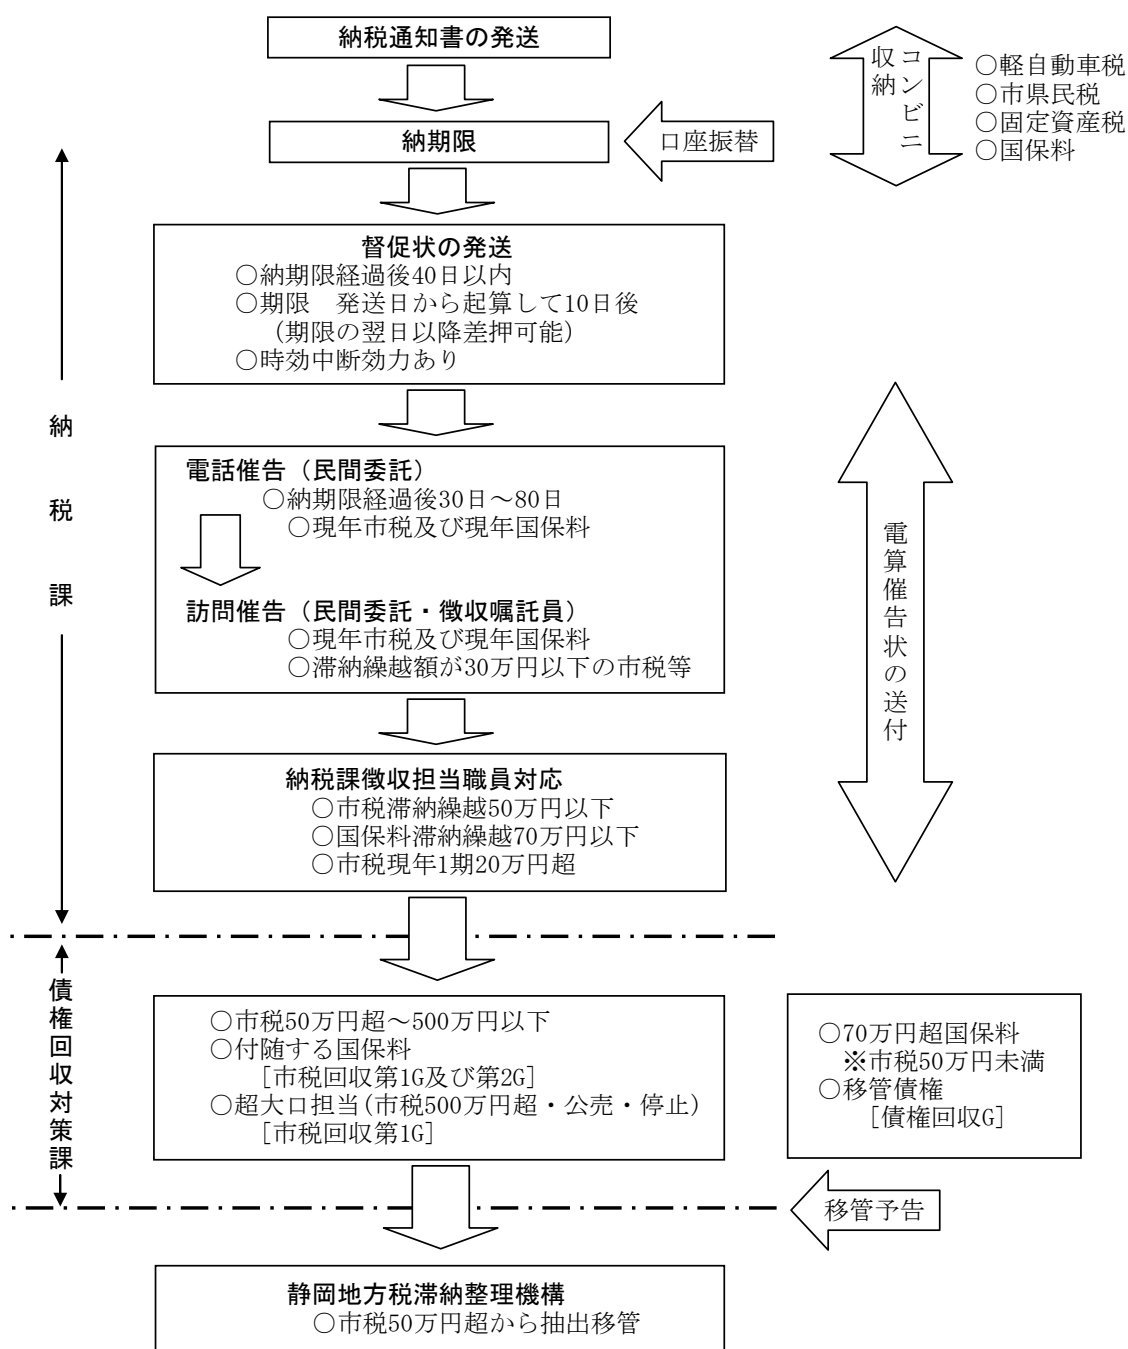 納税通知書の発送
納期限
口座振替
コンビニ
収納
○軽自動車税
○市県民税
○固定資産税
○国保料
督促状の発送
○納期限経過後40日以内
○期限　発送日から起算して10日後
(期限の翌日以降差押可能)
○時効中断効力あり
電話催告（民間委託）
○納期限経過後30日～80日
○現年市税及び現年国保料
訪問催告（民間委託・徴収嘱託員）
○現年市税及び現年国保料
○滞納繰越額が30万円以下の市税等
納税課徴収担当職員対応
○市税滞納繰越50万円以下
○国保料滞納繰越70万円以下
○市税現年1期20万円超
納税課
電算催告状の送付
債権回収対策課
○市税50万円超～500万円以下
○付随する国保料
[市税回収第1G及び第2G]
○超大口担当(市税500万円超・公売・停止)
[市税回収第1G]
○70万円超国保料
※市税50万円未満
○移管債権
[債権回収G]
移管予告
静岡地方税滞納整理機構
○市税50万円超から抽出移管